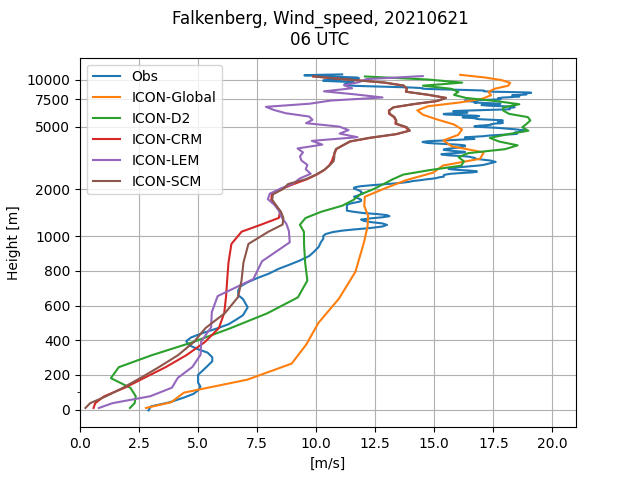 Falkenberg, Wind_speed, 20210621
06 UTC
Obs
ICON-Global
ICON-D2
ICON-CRM
ICON-LEM
ICON-SCM
Height [m]
10000
7500
5000
2000
1000
800
600
400
200
0
0.0 2.5 5.0 7.5 10.0 12.5 15.0 17.5 20.0
[m/s]